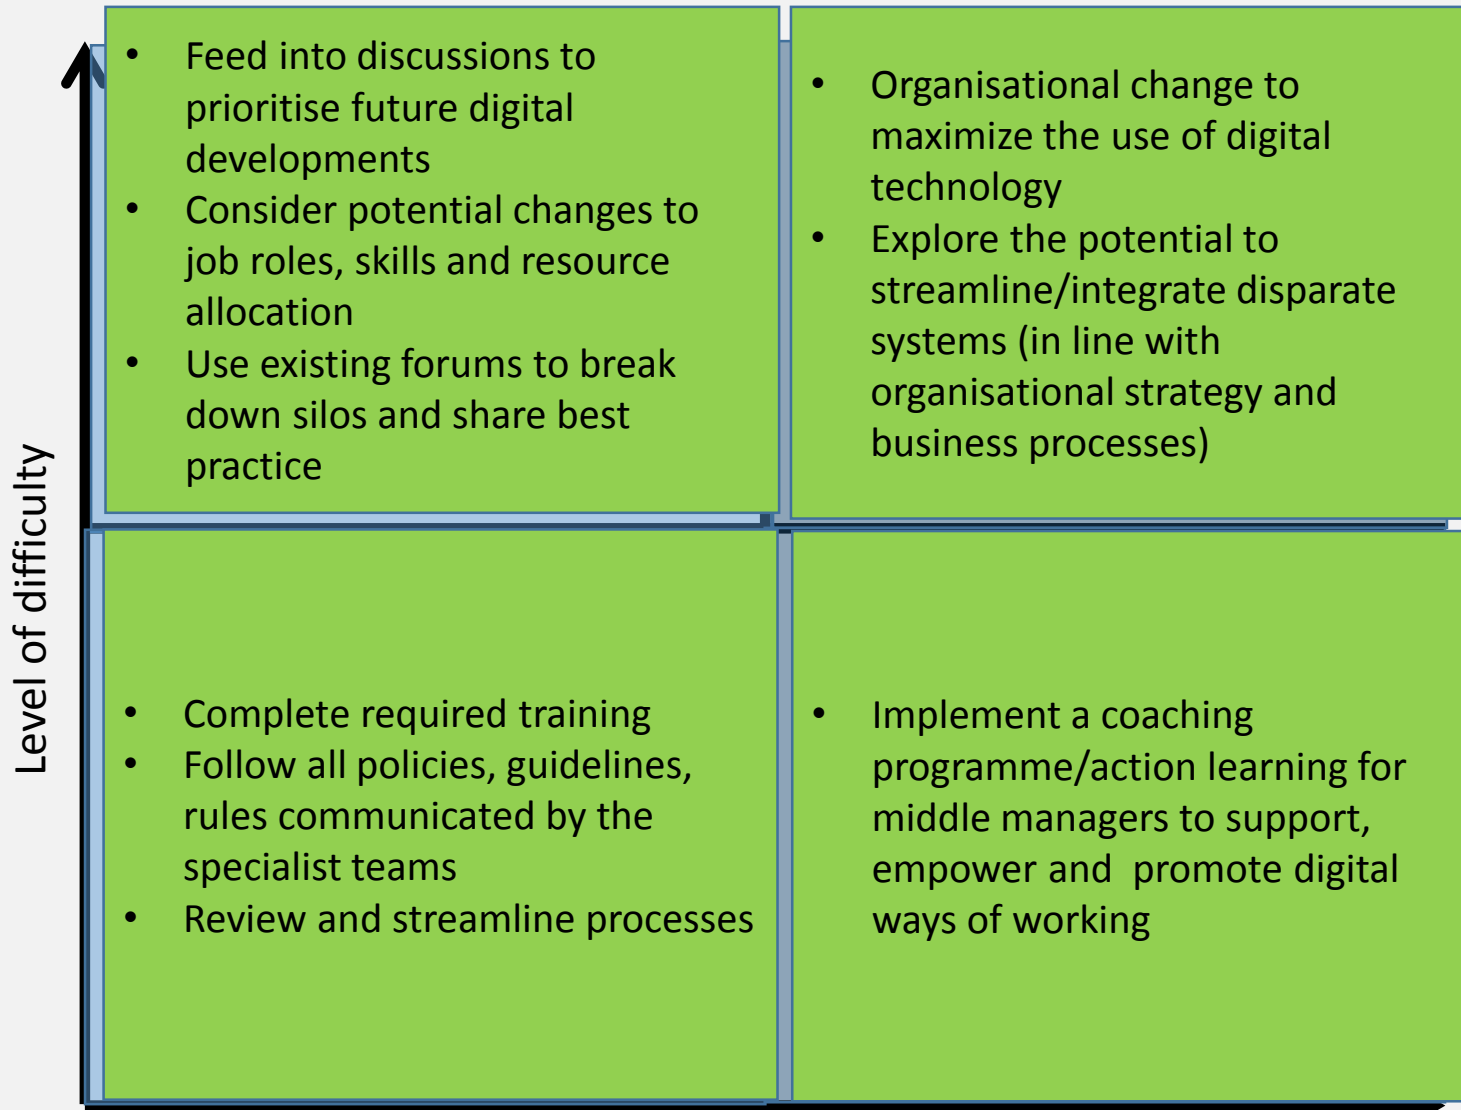 • Feed into discussions to
prioritise future digital
developments
• Consider potential changes to
job roles, skills and resource
allocation
• Use existing forums to break
down silos and share best
practice
• Organisational change to
maximize the use of digital
technology
• Explore the potential to
streamline/integrate disparate
systems (in line with
organisational strategy and
business processes)
Level of difficulty
• Complete required training
• Follow all policies, guidelines,
rules communicated by the
specialist teams
• Review and streamline processes
• Implement a coaching
programme/action learning for
middle managers to support,
empower and  promote digital
ways of working